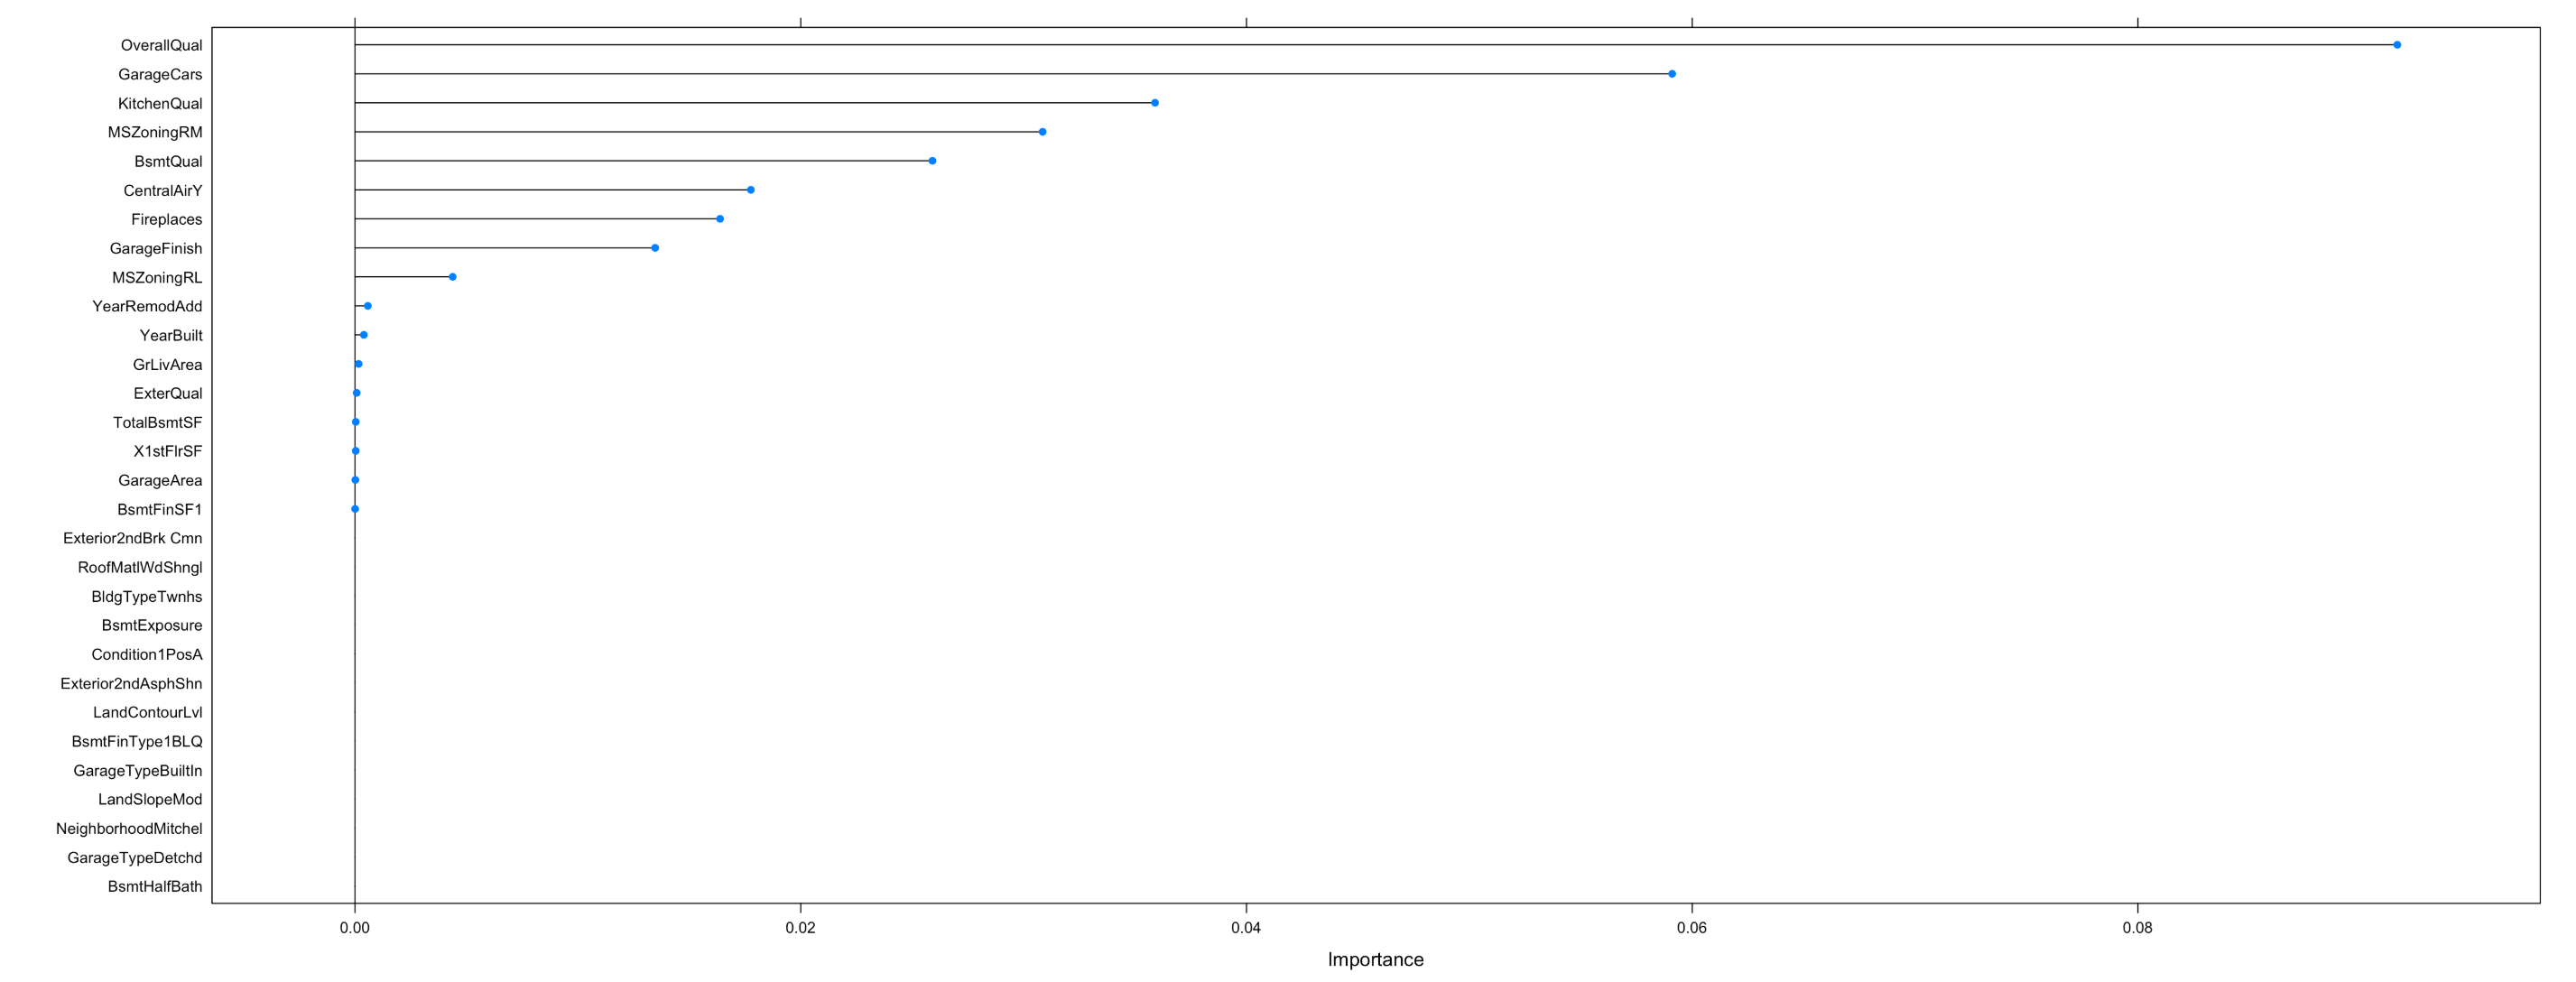 OverallQual
GarageCars
KitchenQual
MSZoningRM
BsmtQual
CentralAirY
Fireplaces
GarageFinish
MSZoningRL
YearRemodAdd
YearBuilt
GrLivArea
ExterQual
TotalBsmtSF
X1stFlrSF
GarageArea
BsmtFinSF1
Exterior2ndBrk Cmn
RoofMatlWdShngl
BldgTypeTwnhs
BsmtExposure
Condition1PosA
Exterior2ndAsphShn
LandContourLvl
BsmtFinType1BLQ
GarageTypeBuiltIn
LandSlopeMod
NeighborhoodMitchel
GarageTypeDetchd
BsmtHalfBath
0.00 0.02 0.04 0.06 0.08
Importance